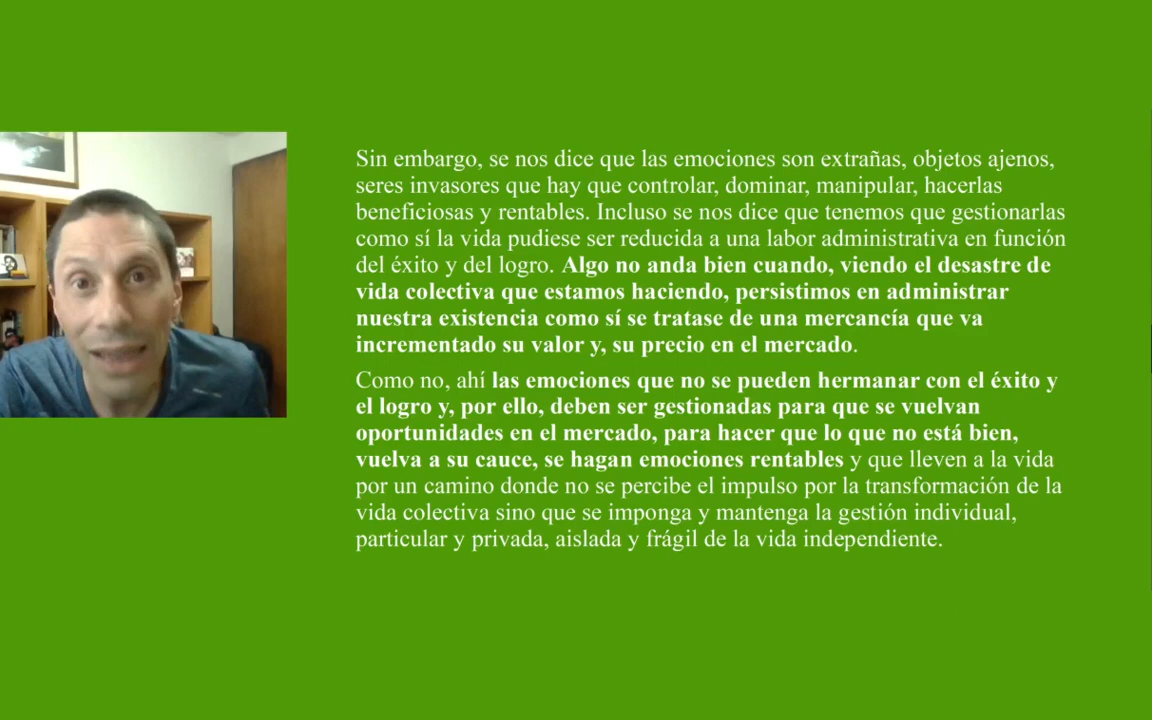 Sin embargo, se nos dice que las emociones son extrañas, objetos ajenos,
seres invasores que hay que controlar, dominar, manipular, hacerlas
beneficiosas y rentables. Incluso se nos dice que tenemos que gestionarlas
como sí la vida pudiese ser reducida a una labor administrativa en función
del éxito y del logro. Algo no anda bien cuando, viendo el desastre de
vida colectiva que estamos haciendo, persistimos en administrar
nuestra existencia como sí se tratase de una mercancía que va
incrementado su valor y, su precio en el mercado.
Como no, ahí las emociones que no se pueden hermanar con el éxito y
el logro y, por ello, deben ser gestionadas para que se vuelvan
oportunidades en el mercado, para hacer que lo que no está bien,
vuelva a su cauce, se hagan emociones rentables y que lleven a la vida
por un camino donde no se percibe el impulso por la transformación de la
vida colectiva sino que se imponga y mantenga la gestión individual,
particular y privada, aislada y frágil de la vida independiente.